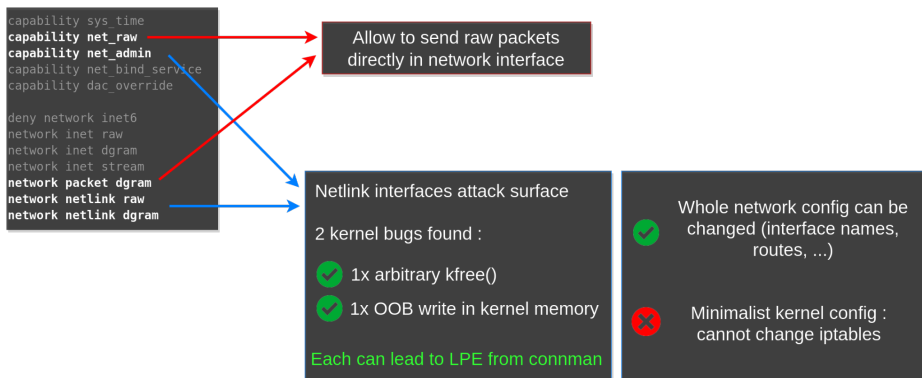 capability sys_time
capability net_raw
capability net_admin
capability net_bind_service
capability dac_override
deny network inet6
network inet raw
network inet dgram
network inet stream
network packet dgram
network netlink raw
network netlink dgram
Allow to send raw packets
directly in network interface
Netlink interfaces attack surface
2 kernel bugs found :
1x arbitrary kfree()
1x OOB write in kernel memory
Each can lead to LPE from connman
Whole network config can be
changed (interface names,
routes, ...)
Minimalist kernel config :
cannot change iptables